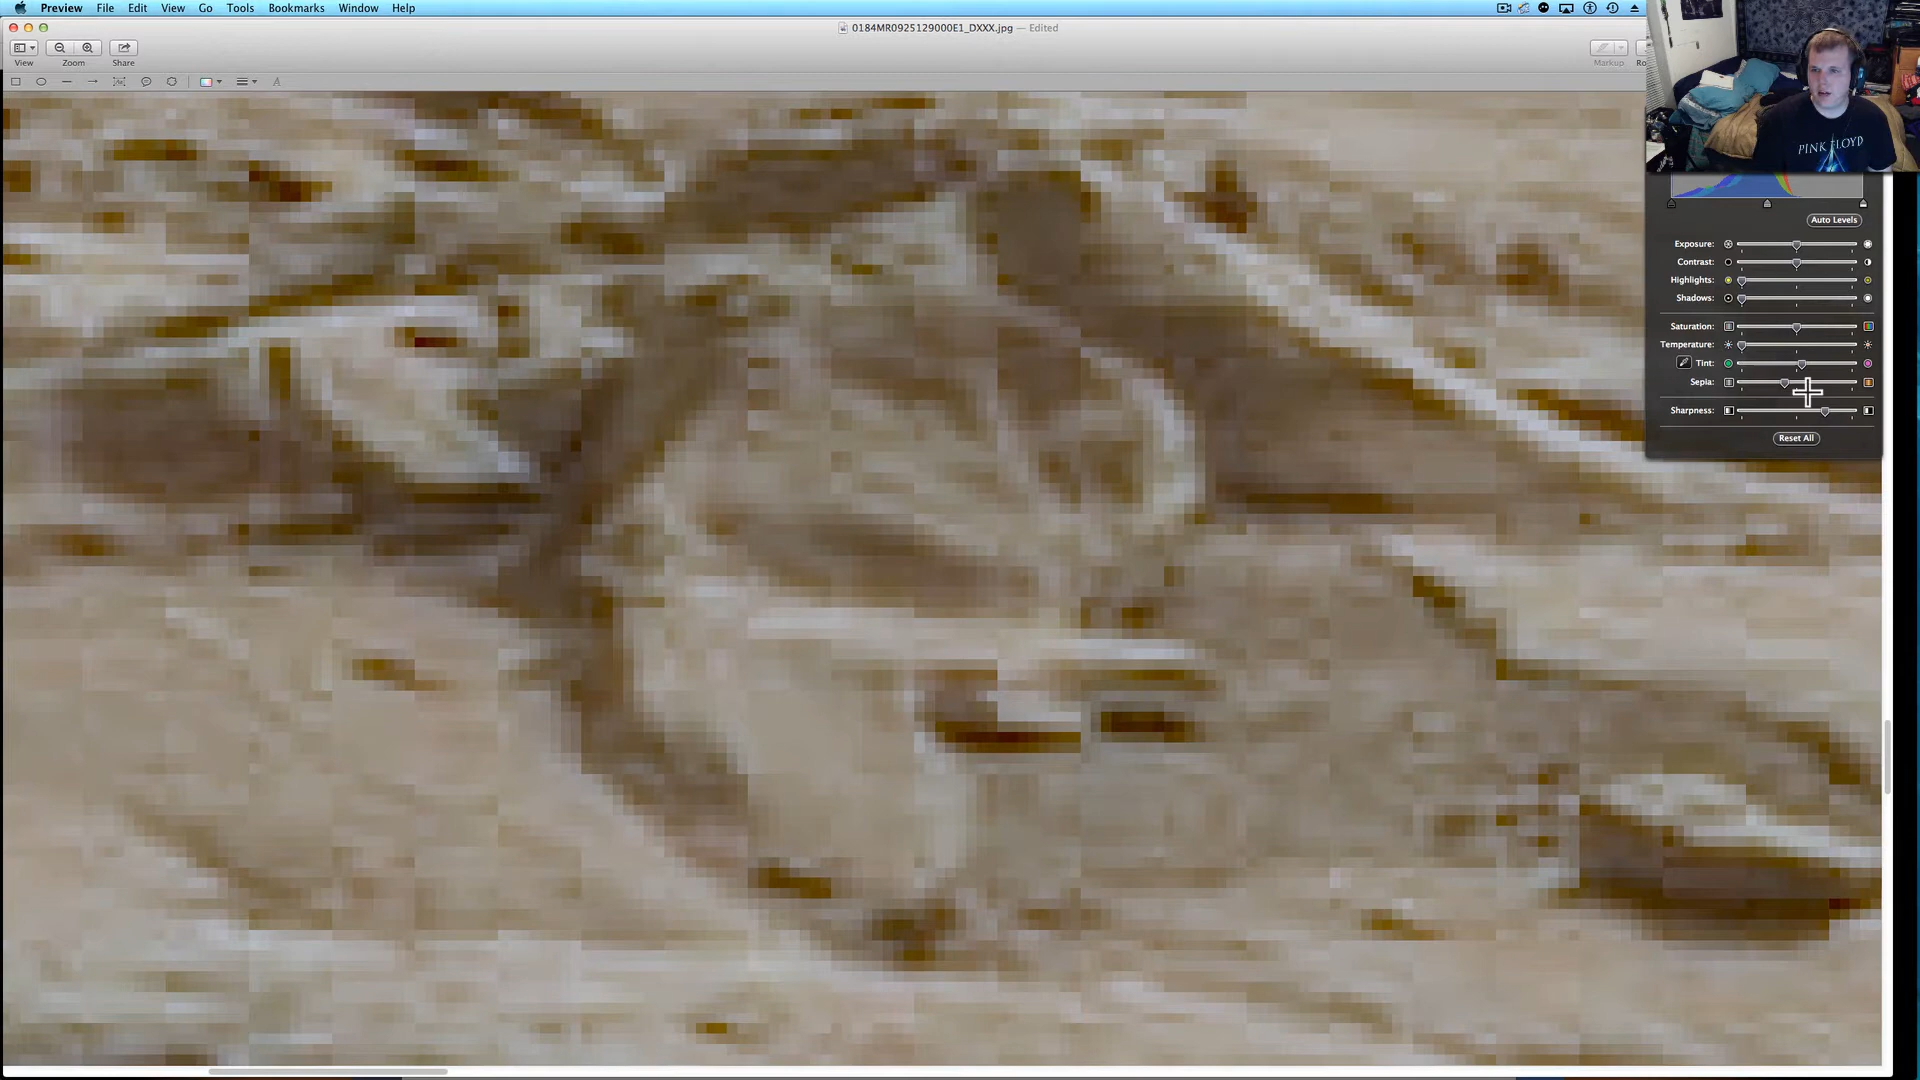 Preview File Edit View Go Tools Bookmarks Window Help
0184MR0925129000E1_DXXX.jpg — Edited
View Zoom Share Markup
A
PINK FLOYD
Auto Levels
Exposure:
Contrast:
Highlights:
Shadows:
Saturation:
Temperature:
Tint:
Sepia:
Sharpness:
Reset All